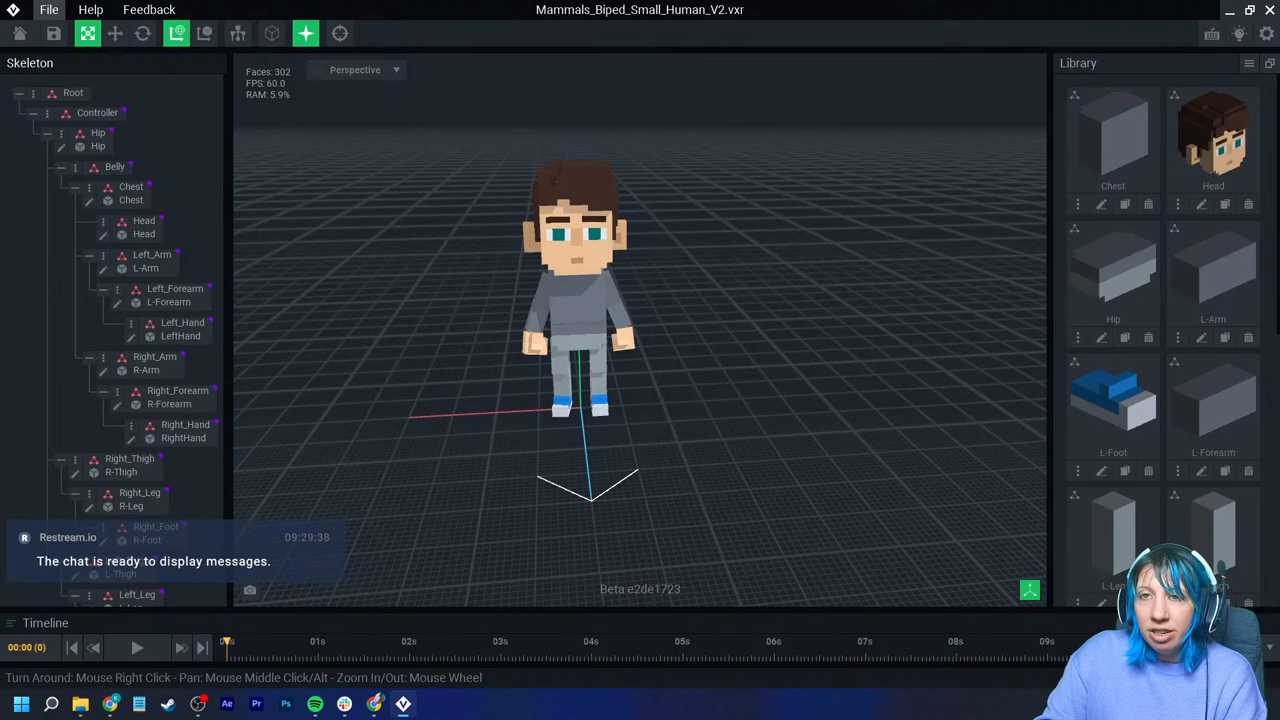 File Help Feedback
Mammals_Biped_Small_Human_V2.vxr
Skeleton
Root
Controller
Hip
Hip
Belly
Chest
Chest
Head
Head
Left_Arm
L-Arm
Left_Forearm
L-Forearm
Left_Hand
LeftHand
Right_Arm
R-Arm
Right_Forearm
R-Forearm
Right_Hand
RightHand
Right_Thigh
R-Thigh
Right_Leg
R-Leg
Right_Foot
R-Foot
L-Thigh
Left_Leg
Restream.io 09:29:38
The chat is ready to display messages.
Faces: 302
FPS: 60.0
RAM: 5.9%
Perspective
Beta e2de1723
Library
Chest
Head
Hip
L-Arm
L-Foot
L-Forearm
Timeline
00:00 (0)
01s 02s 03s 04s 05s 06s 07s 08s 09s
Turn Around: Mouse Right Click - Pan: Mouse Middle Click/Alt - Zoom In/Out: Mouse Wheel
Ae Pr Ps